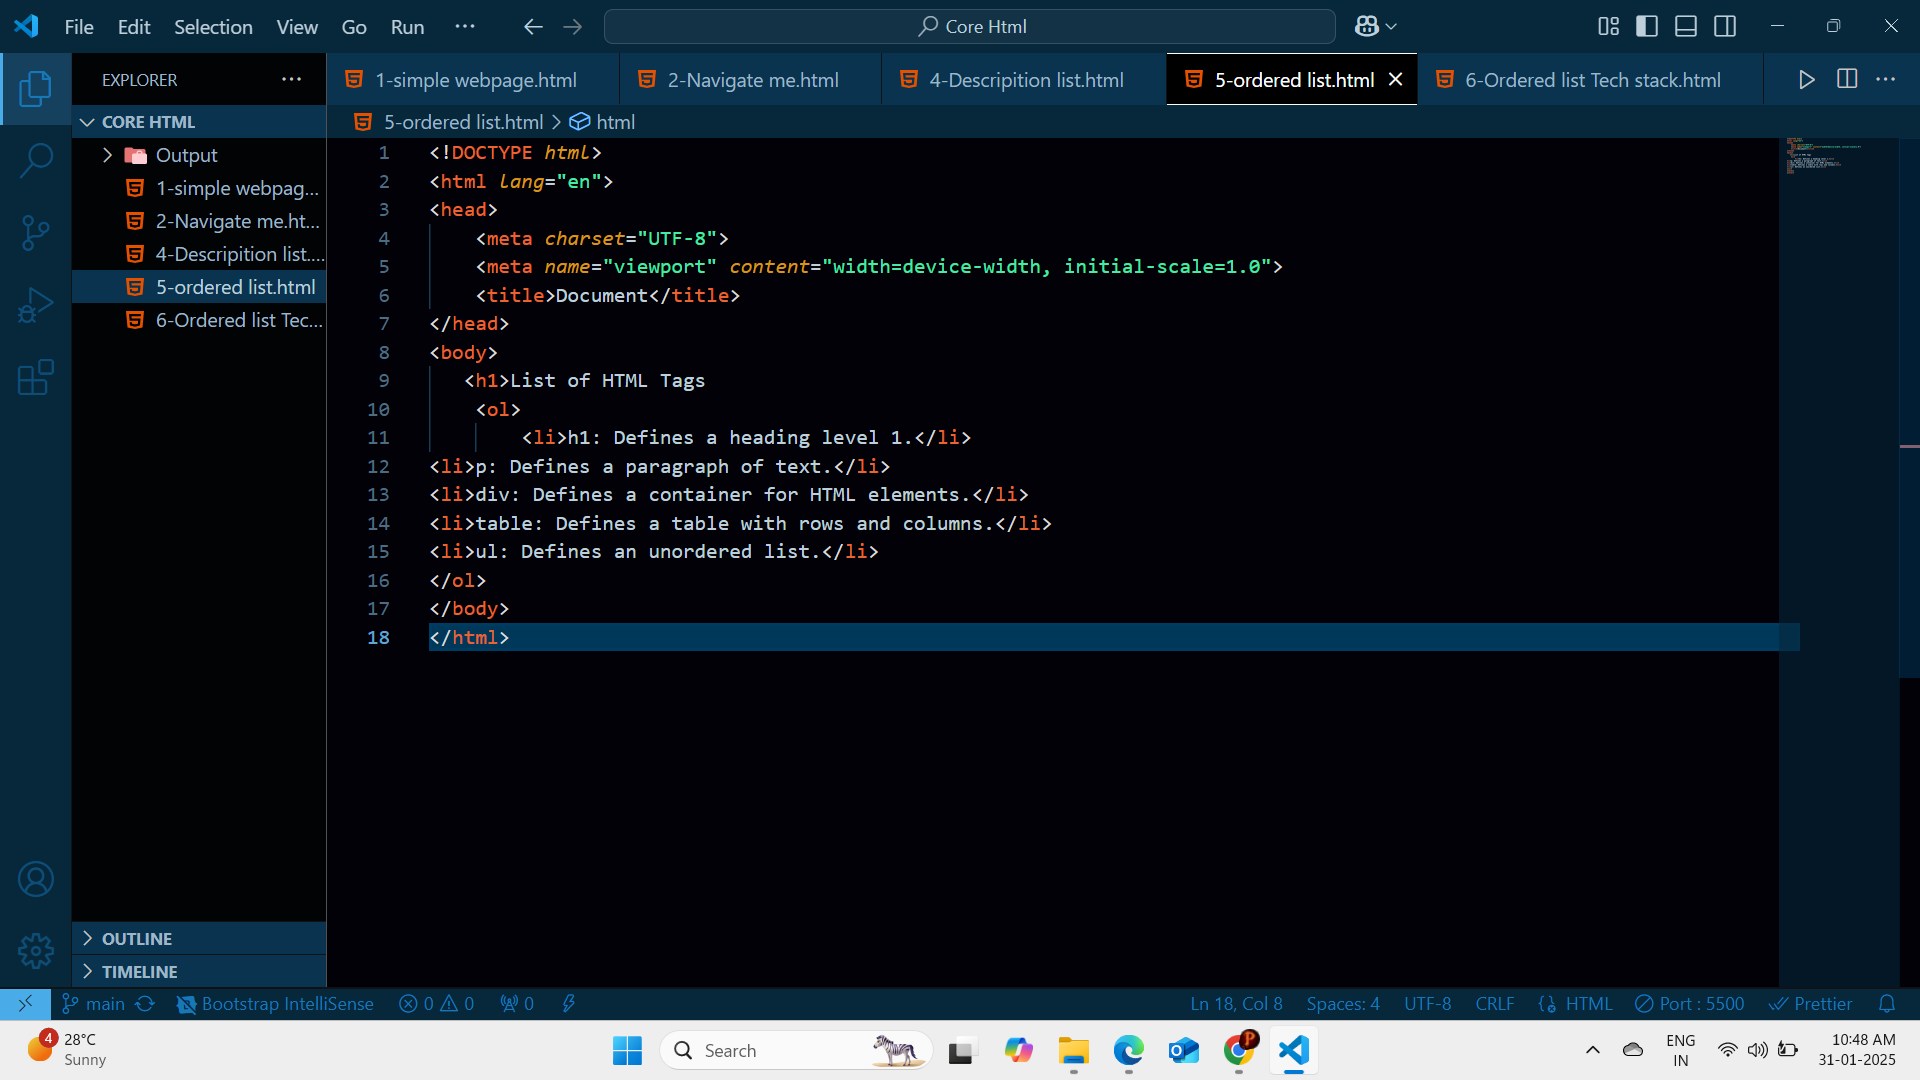 File Edit Selection View Go Run ··· Core Html
EXPLORER ···
1-simple webpage.html 2-Navigate me.html 4-Descripition list.html 5-ordered list.html 6-Ordered list Tech stack.html
CORE HTML
Output
1-simple webpag...
2-Navigate me.ht...
4-Descripition list....
5-ordered list.html
6-Ordered list Tec...
OUTLINE
TIMELINE
5-ordered list.html > html
1 <!DOCTYPE html>
2 <html lang="en">
3 <head>
4     <meta charset="UTF-8">
5     <meta name="viewport" content="width=device-width, initial-scale=1.0">
6     <title>Document</title>
7 </head>
8 <body>
9    <h1>List of HTML Tags
10     <ol>
11         <li>h1: Defines a heading level 1.</li>
12 <li>p: Defines a paragraph of text.</li>
13 <li>div: Defines a container for HTML elements.</li>
14 <li>table: Defines a table with rows and columns.</li>
15 <li>ul: Defines an unordered list.</li>
16 </ol>
17 </body>
18 </html>
main Bootstrap IntelliSense 0 0 0 Ln 18, Col 8 Spaces: 4 UTF-8 CRLF {} HTML Port : 5500 Prettier
4 28°C
Sunny
Search
P
ENG
IN
10:48 AM
31-01-2025